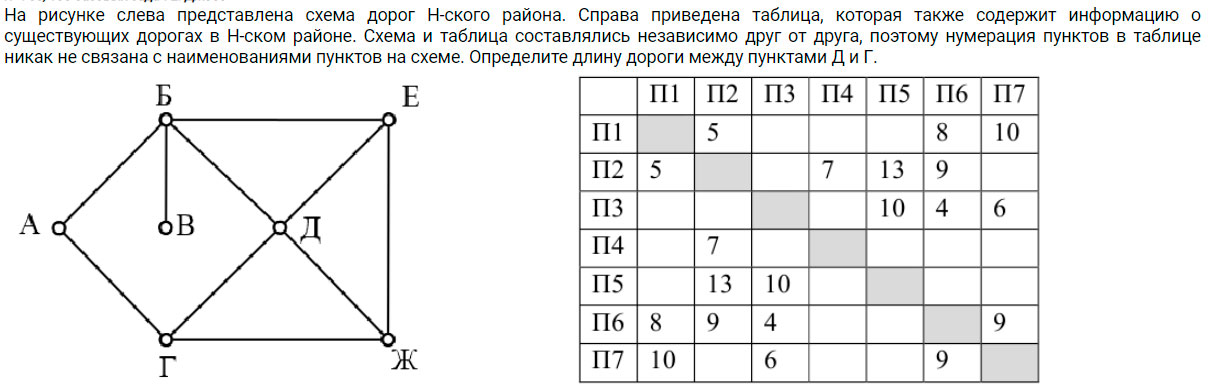 На рисунке слева представлена схема дорог Н-ского района. Справа приведена таблица, которая также содержит информацию о
существующих дорогах в Н-ском районе. Схема и таблица составлялись независимо друг от друга, поэтому нумерация пунктов в таблице
никак не связана с наименованиями пунктов на схеме. Определите длину дороги между пунктами Д и Г.
Б Е
А В Д
Г Ж
П1 П2 П3 П4 П5 П6 П7
П1 5 8 10
П2 5 7 13 9
П3 10 4 6
П4 7
П5 13 10
П6 8 9 4 9
П7 10 6 9